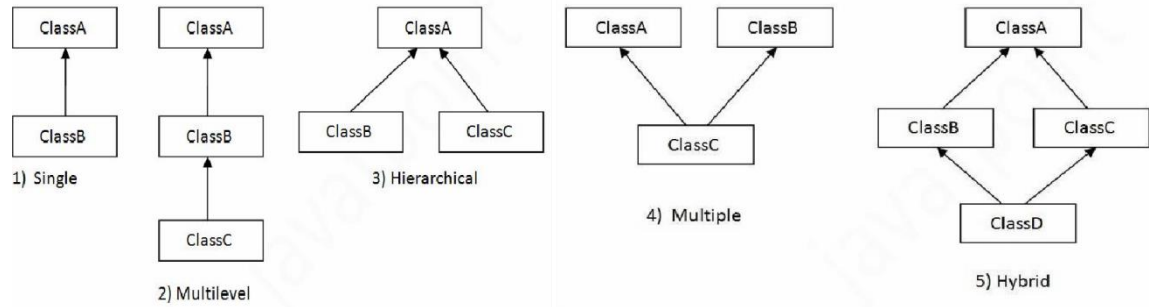 ClassA
ClassB
1) Single
ClassA
ClassB
ClassC
2) Multilevel
ClassA
ClassB
ClassC
3) Hierarchical
ClassA
ClassB
ClassC
4) Multiple
ClassA
ClassB
ClassC
ClassD
5) Hybrid